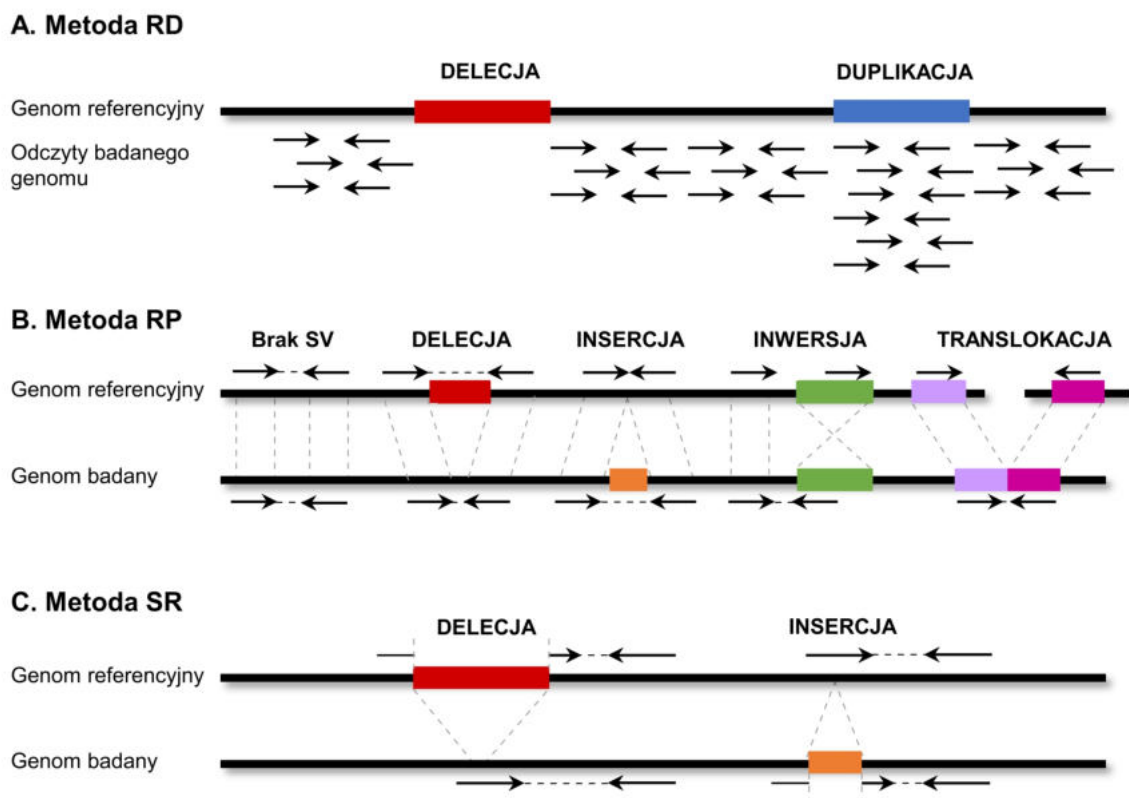 A. Metoda RD
DELECJA
DUPLIKACJA
Genom referencyjny
Odczyty badanego
genomu
B. Metoda RP
Brak SV
DELECJA
INSERCJA
INWERSJA
TRANSLOKACJA
Genom referencyjny
Genom badany
C. Metoda SR
DELECJA
INSERCJA
Genom referencyjny
Genom badany